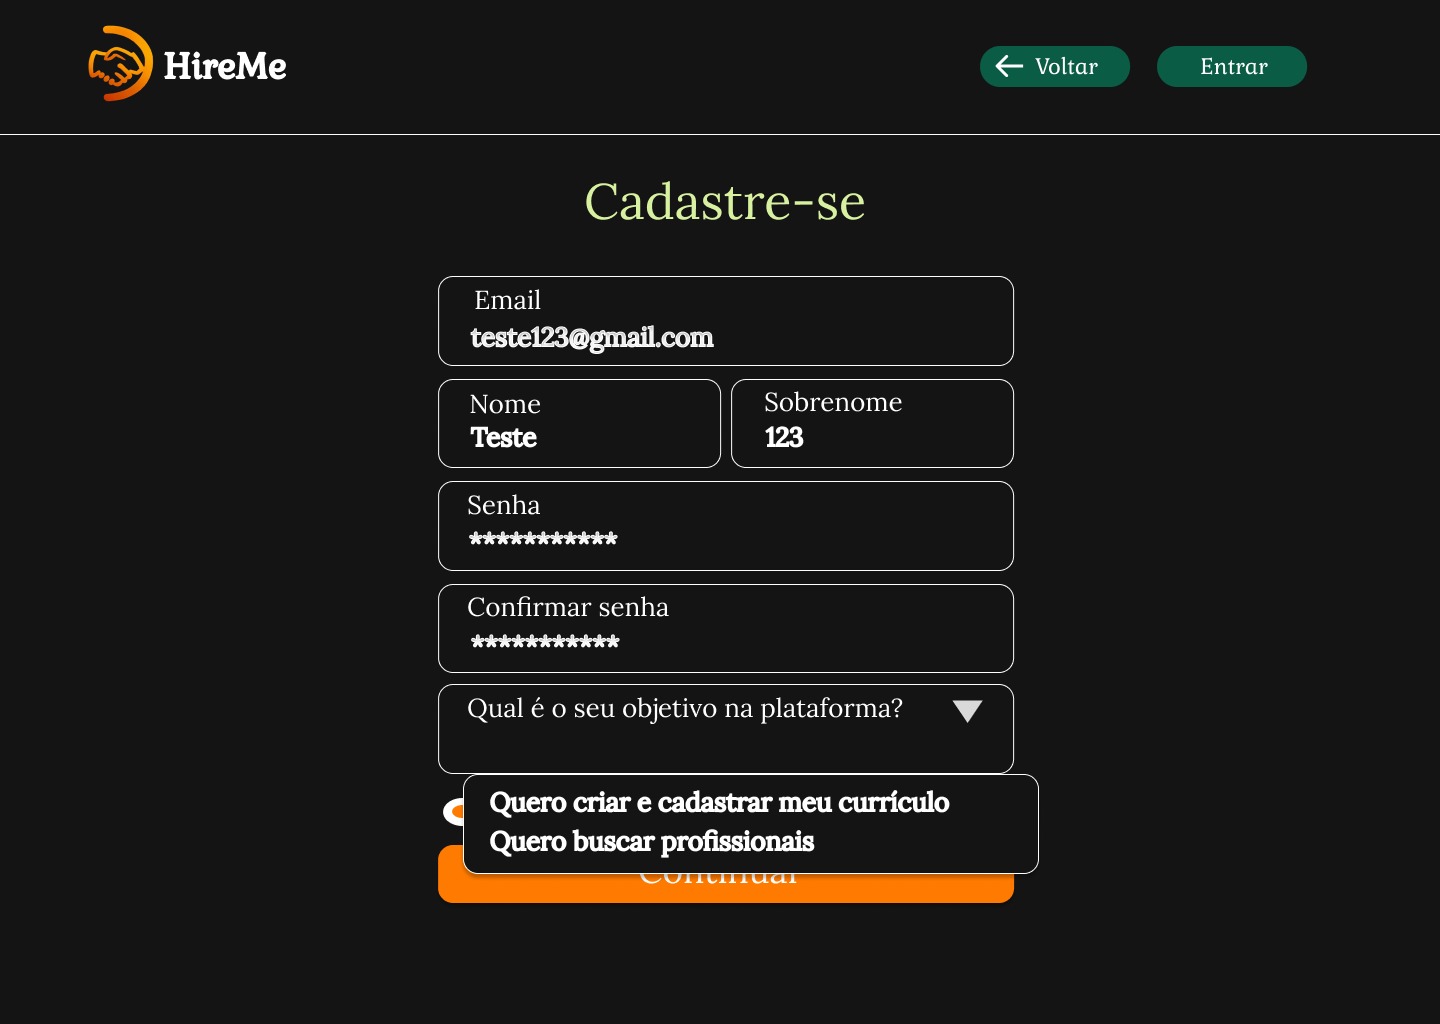 HireMe
Voltar
Entrar
Cadastre-se
Email
teste123@gmail.com
Nome
Teste
Sobrenome
123
Senha
***********
Confirmar senha
***********
Qual é o seu objetivo na plataforma?
Quero criar e cadastrar meu currículo
Quero buscar profissionais
Continuar